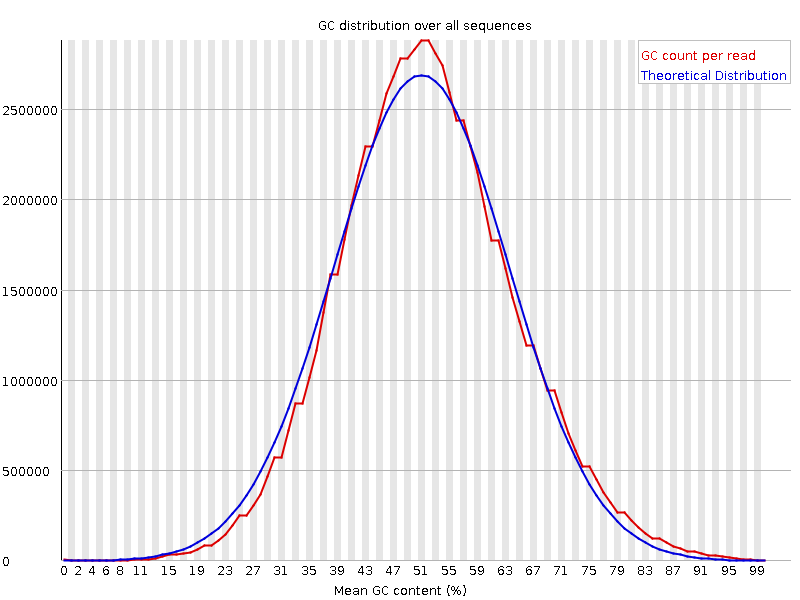 GC distribution over all sequences
GC count per read
Theoretical Distribution
2500000
2000000
1500000
1000000
500000
0
0 2 4 6 8 11 15 19 23 27 31 35 39 43 47 51 55 59 63 67 71 75 79 83 87 91 95 99
Mean GC content (%)